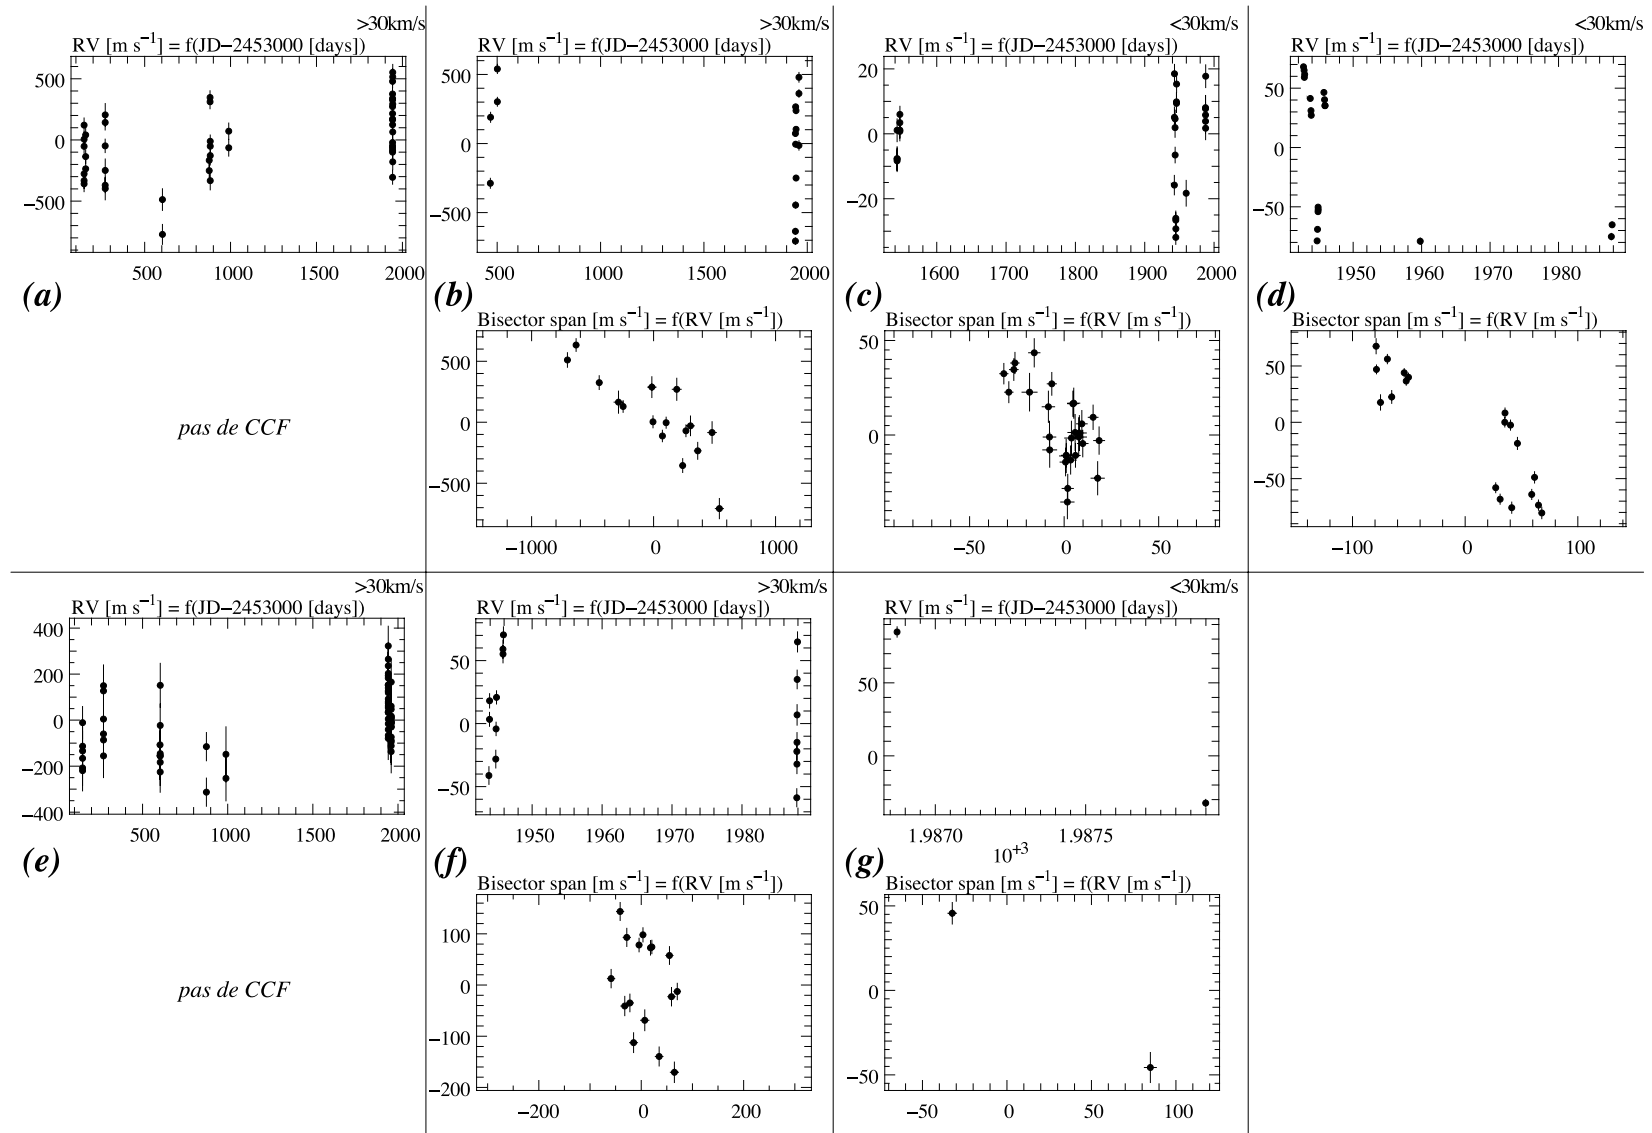 >30km/s
RV [m s−1] = f(JD−2453000 [days])
500
0
−500
500 1000 1500 2000
(a)
pas de CCF
>30km/s
RV [m s−1] = f(JD−2453000 [days])
500
0
−500
500 1000 1500 2000
(b)
Bisector span [m s−1] = f(RV [m s−1])
500
0
−500
−1000 0 1000
<30km/s
RV [m s−1] = f(JD−2453000 [days])
20
0
−20
1600 1700 1800 1900 2000
(c)
Bisector span [m s−1] = f(RV [m s−1])
50
0
−50 0 50
<30km/s
RV [m s−1] = f(JD−2453000 [days])
50
0
−50
1950 1960 1970 1980
(d)
Bisector span [m s−1] = f(RV [m s−1])
50
0
−50
−100 0 100
>30km/s
RV [m s−1] = f(JD−2453000 [days])
400
200
0
−200
−400
500 1000 1500 2000
(e)
pas de CCF
>30km/s
RV [m s−1] = f(JD−2453000 [days])
50
0
−50
1950 1960 1970 1980
(f)
Bisector span [m s−1] = f(RV [m s−1])
100
0
−100
−200
−200 0 200
<30km/s
RV [m s−1] = f(JD−2453000 [days])
50
0
1.9870 1.9875
10+3
(g)
Bisector span [m s−1] = f(RV [m s−1])
50
0
−50
−50 0 50 100